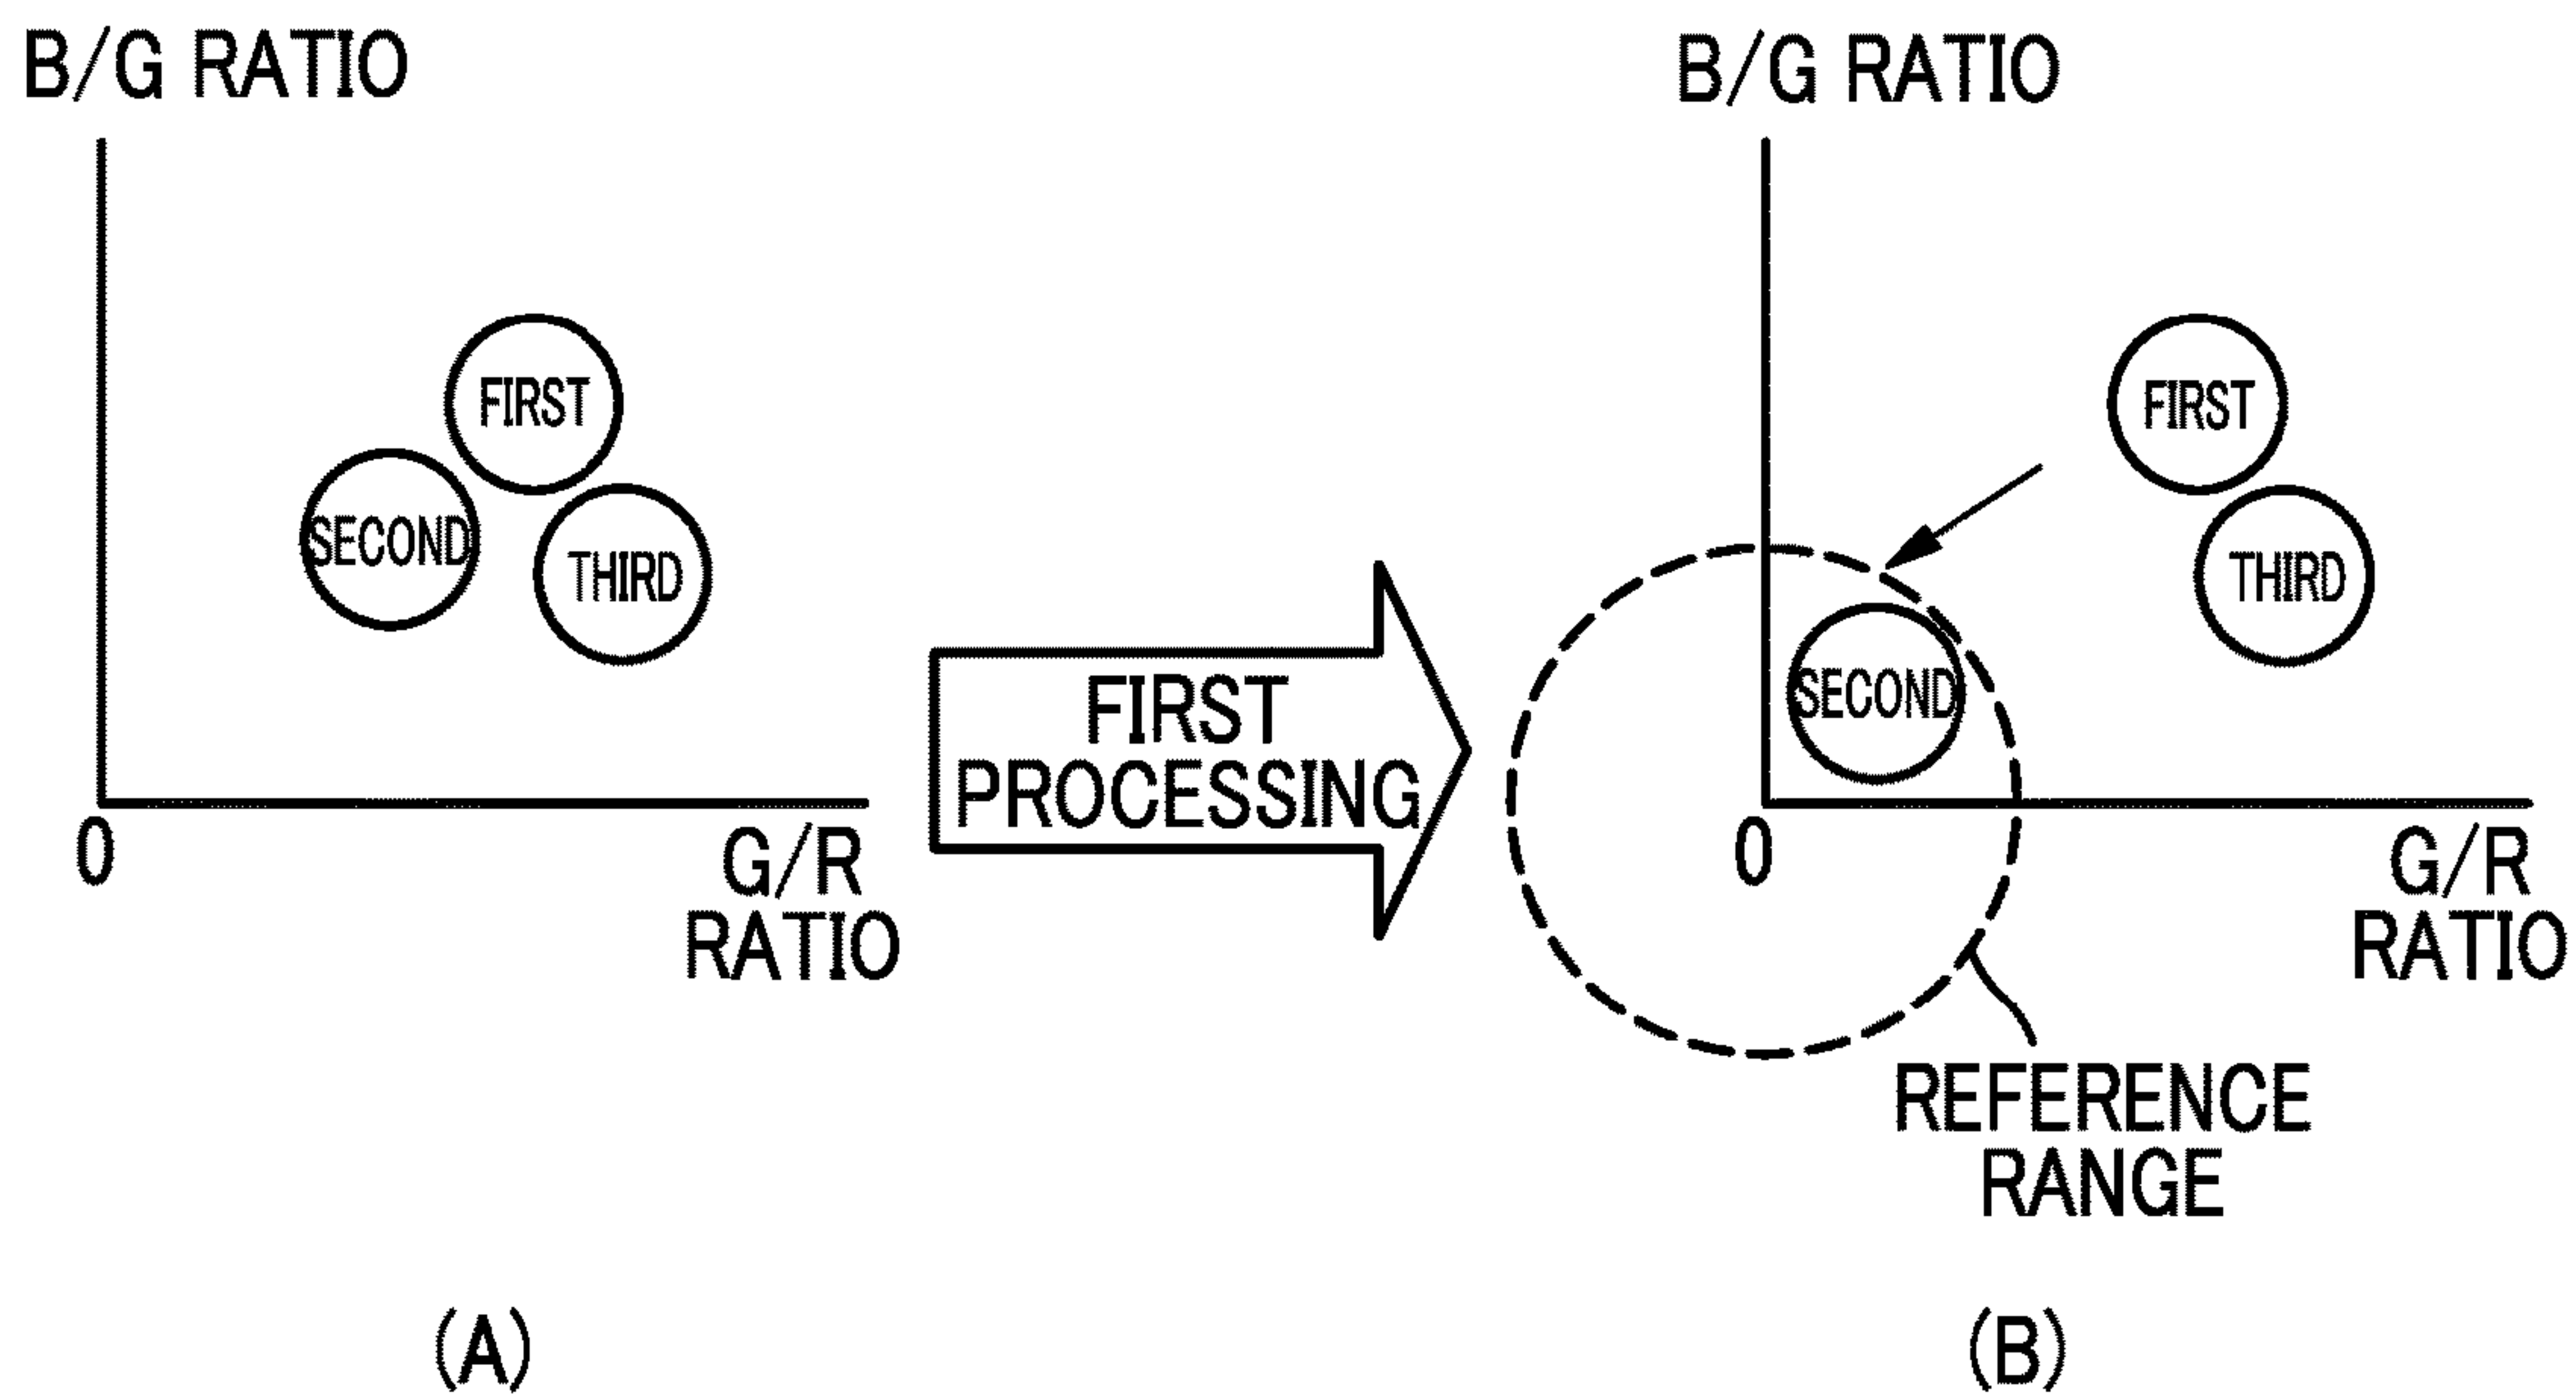 B/G RATIO
FIRST
SECOND
THIRD
0
G/R
RATIO
(A)
FIRST
PROCESSING
B/G RATIO
FIRST
THIRD
SECOND
0
G/R
RATIO
REFERENCE
RANGE
(B)